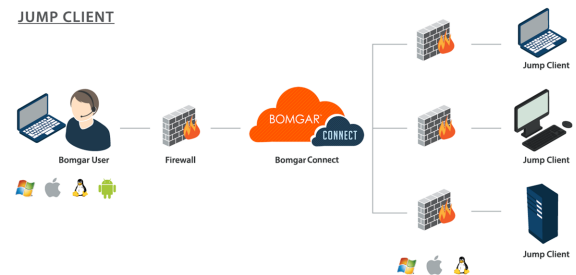 JUMP CLIENT
Jump Client
BOMGAR
CONNECT
Bomgar User
Firewall
Bomgar Connect
Jump Client
Jump Client